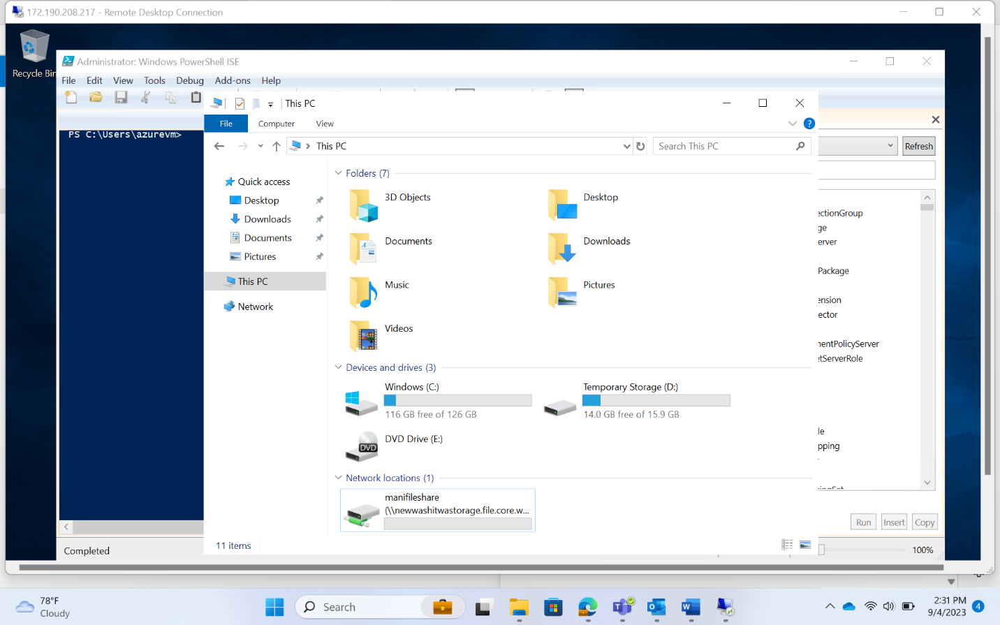 172.190.208.217 - Remote Desktop Connection
Recycle Bin
Administrator: Windows PowerShell ISE
File Edit View Tools Debug Add-ons Help
This PC
File Computer View
This PC
Search This PC
Refresh
PS C:\Users\azurevm>
Quick access
Desktop
Downloads
Documents
Pictures
This PC
Network
Folders (7)
3D Objects
Desktop
Documents
Downloads
Music
Pictures
Videos
Devices and drives (3)
Windows (C:)
116 GB free of 126 GB
Temporary Storage (D:)
14.0 GB free of 15.9 GB
DVD
DVD Drive (E:)
Network locations (1)
manifileshare
(\\newwashitwastorage.file.core.w...
11 items
ectionGroup
ge
erver
Package
ension
ector
nentPolicyServer
etServerRole
le
pping
Run Insert Copy
Completed
100%
78°F
Cloudy
Search
2:31 PM
9/4/2023
4